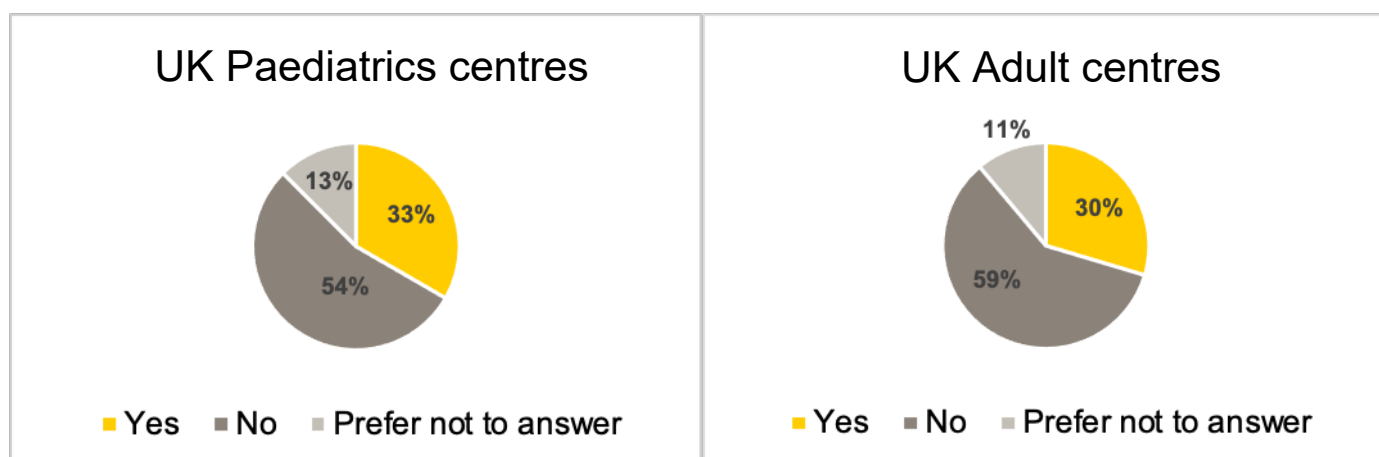 UK Paediatrics centres
13%
33%
54%
Yes No Prefer not to answer
UK Adult centres
11%
30%
59%
Yes No Prefer not to answer